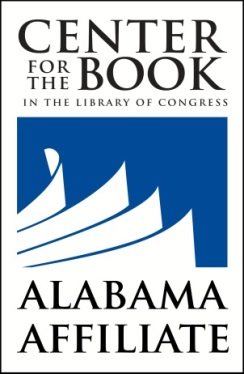 CENTER
FOR THE BOOK
IN THE LIBRARY OF CONGRESS
ALABAMA
AFFILIATE